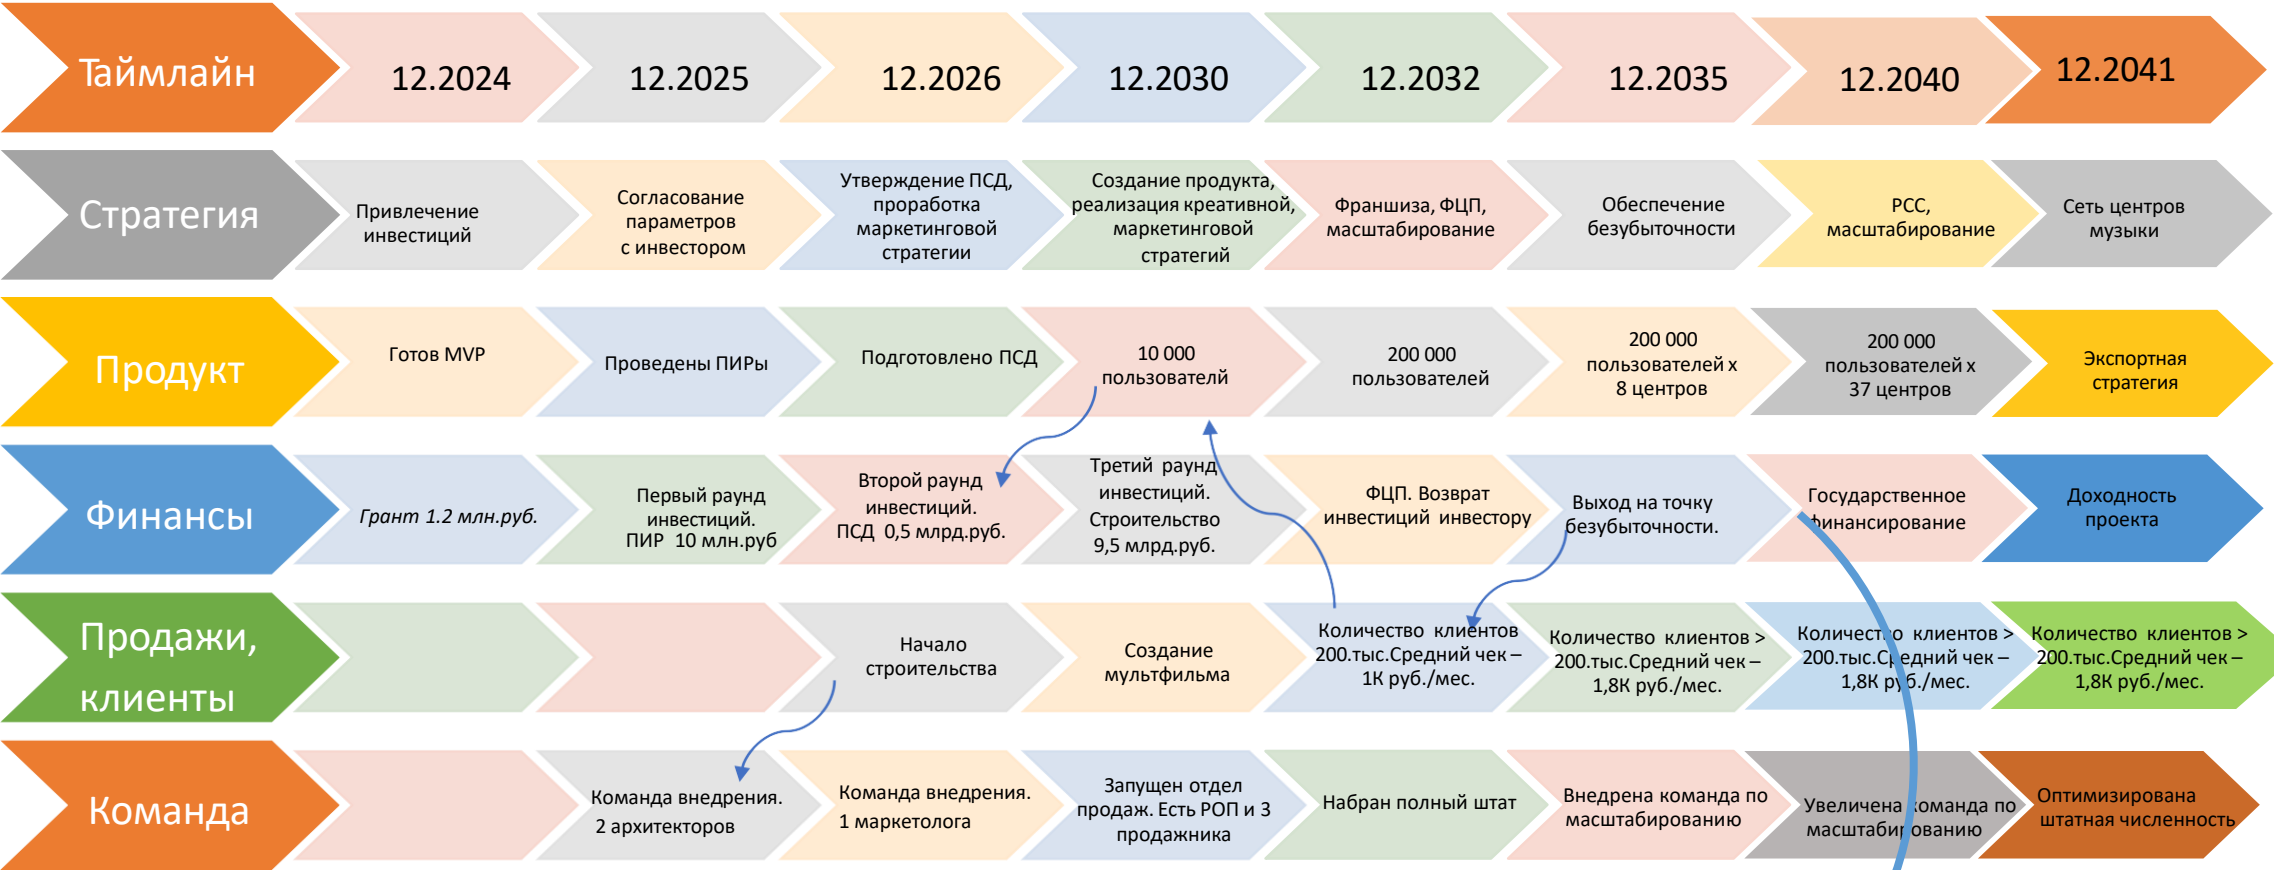 Таймлайн
12.2024
12.2025
12.2026
12.2030
12.2032
12.2035
12.2040
12.2041
Стратегия
Привлечение
инвестиций
Согласование
параметров
с инвестором
Утверждение ПСД,
проработка
маркетинговой
стратегии
Создание продукта,
реализация креативной,
маркетинговой
стратегий
Франшиза, ФЦП,
масштабирование
Обеспечение
безубыточности
РСС,
масштабирование
Сеть центров
музыки
Продукт
Готов MVP
Проведены ПИРы
Подготовлено ПСД
10 000
пользователй
200 000
пользователей
200 000
пользователей х
8 центров
200 000
пользователей х
37 центров
Экспортная
стратегия
Финансы
Грант 1.2 млн.руб.
Первый раунд
инвестиций.
ПИР 10 млн.руб
Второй раунд
инвестиций.
ПСД 0,5 млрд.руб.
Третий раунд
инвестиций.
Строительство
9,5 млрд.руб.
ФЦП. Возврат
инвестиций инвестору
Выход на точку
безубыточности.
Государственное
финансирование
Доходность
проекта
Продажи,
клиенты
Начало
строительства
Создание
мультфильма
Количество клиентов
200.тыс.Средний чек –
1К руб./мес.
Количество клиентов >
200.тыс.Средний чек –
1,8К руб./мес.
Количество клиентов >
200.тыс.Средний чек –
1,8К руб./мес.
Количество клиентов >
200.тыс.Средний чек –
1,8К руб./мес.
Команда
Команда внедрения.
2 архитекторов
Команда внедрения.
1 маркетолога
Запущен отдел
продаж. Есть РОП и 3
продажника
Набран полный штат
Внедрена команда по
масштабированию
Увеличена команда по
масштабированию
Оптимизирована
штатная численность